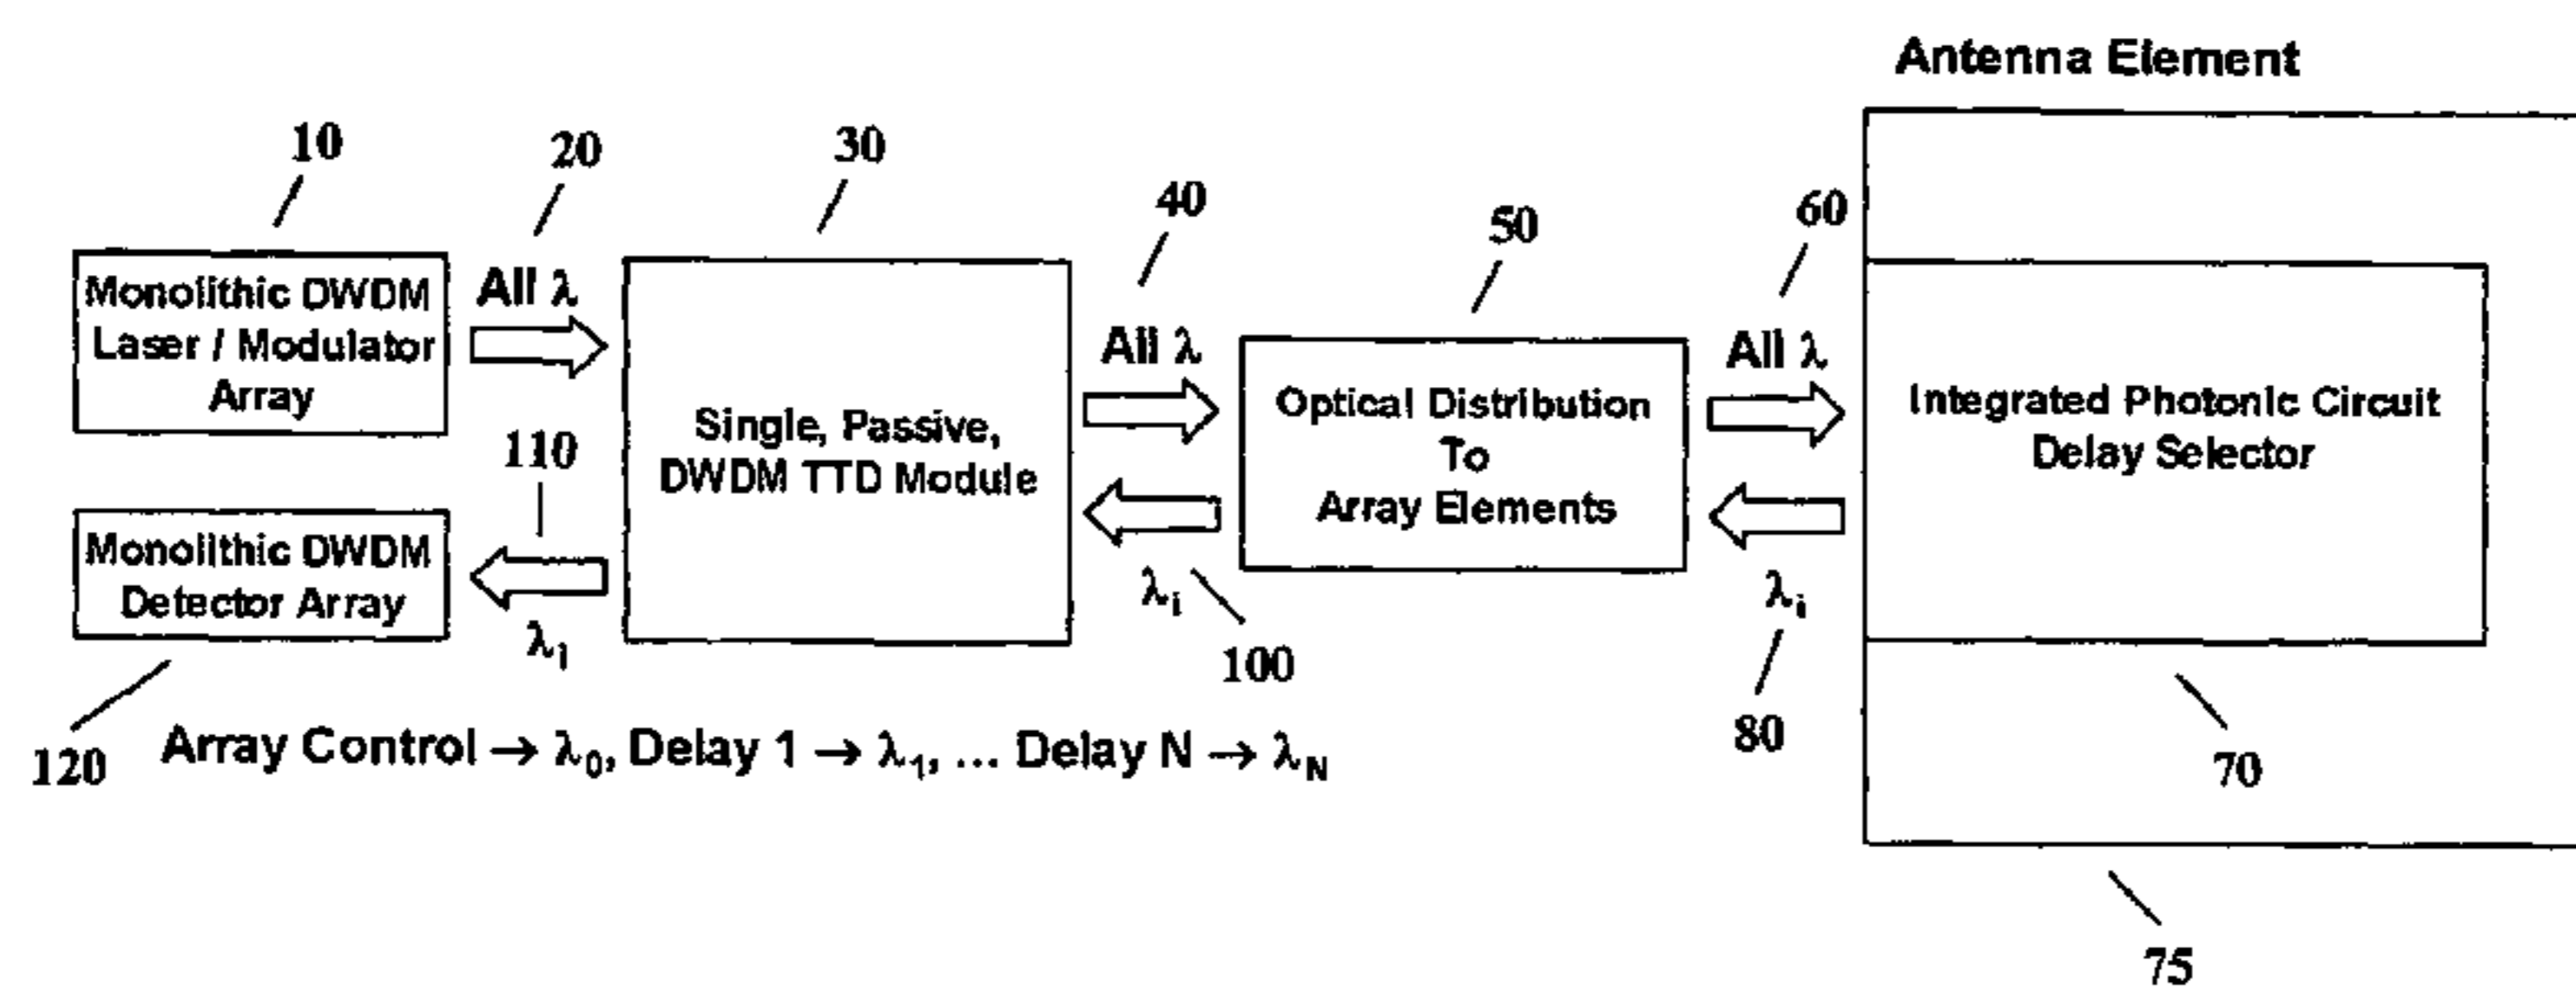 Antenna Element
10
20
30
40
50
60
All λ
All λ
All λ
Monolithic DWDM
Laser / Modulator
Array
Single, Passive,
DWDM TTD Module
Optical Distribution
To
Array Elements
Integrated Photonic Circuit
Delay Selector
110
Monolithic DWDM
Detector Array
λ₁
λᵢ
λᵢ
100
80
70
120
Array Control → λ₀, Delay 1 → λ₁, ... Delay N → λ_N
75